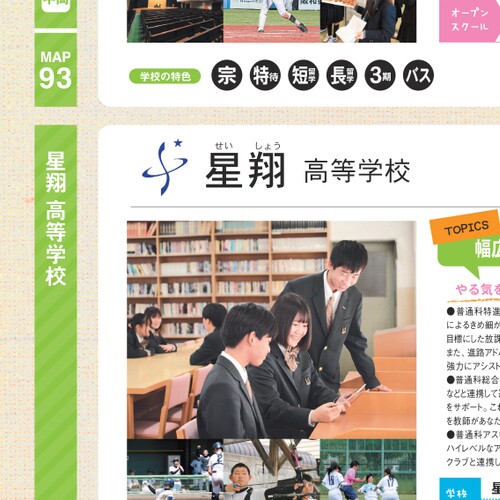 中高
オープン
スクール
MAP
93
学校の特色
宗 特待 短留学 長留学 3期 バス
星翔 高等学校
せい しょう
星翔 高等学校
TOPICS
幅広
やる気を
●普通科特進
によるきめ細か
目標にした放課
また、進路アド
強力にアシスト
●普通科総合
などと連携して
をサポート。これ
を教師があなた
●普通科アス
ハイレベルなア
クラブと連携し
学校